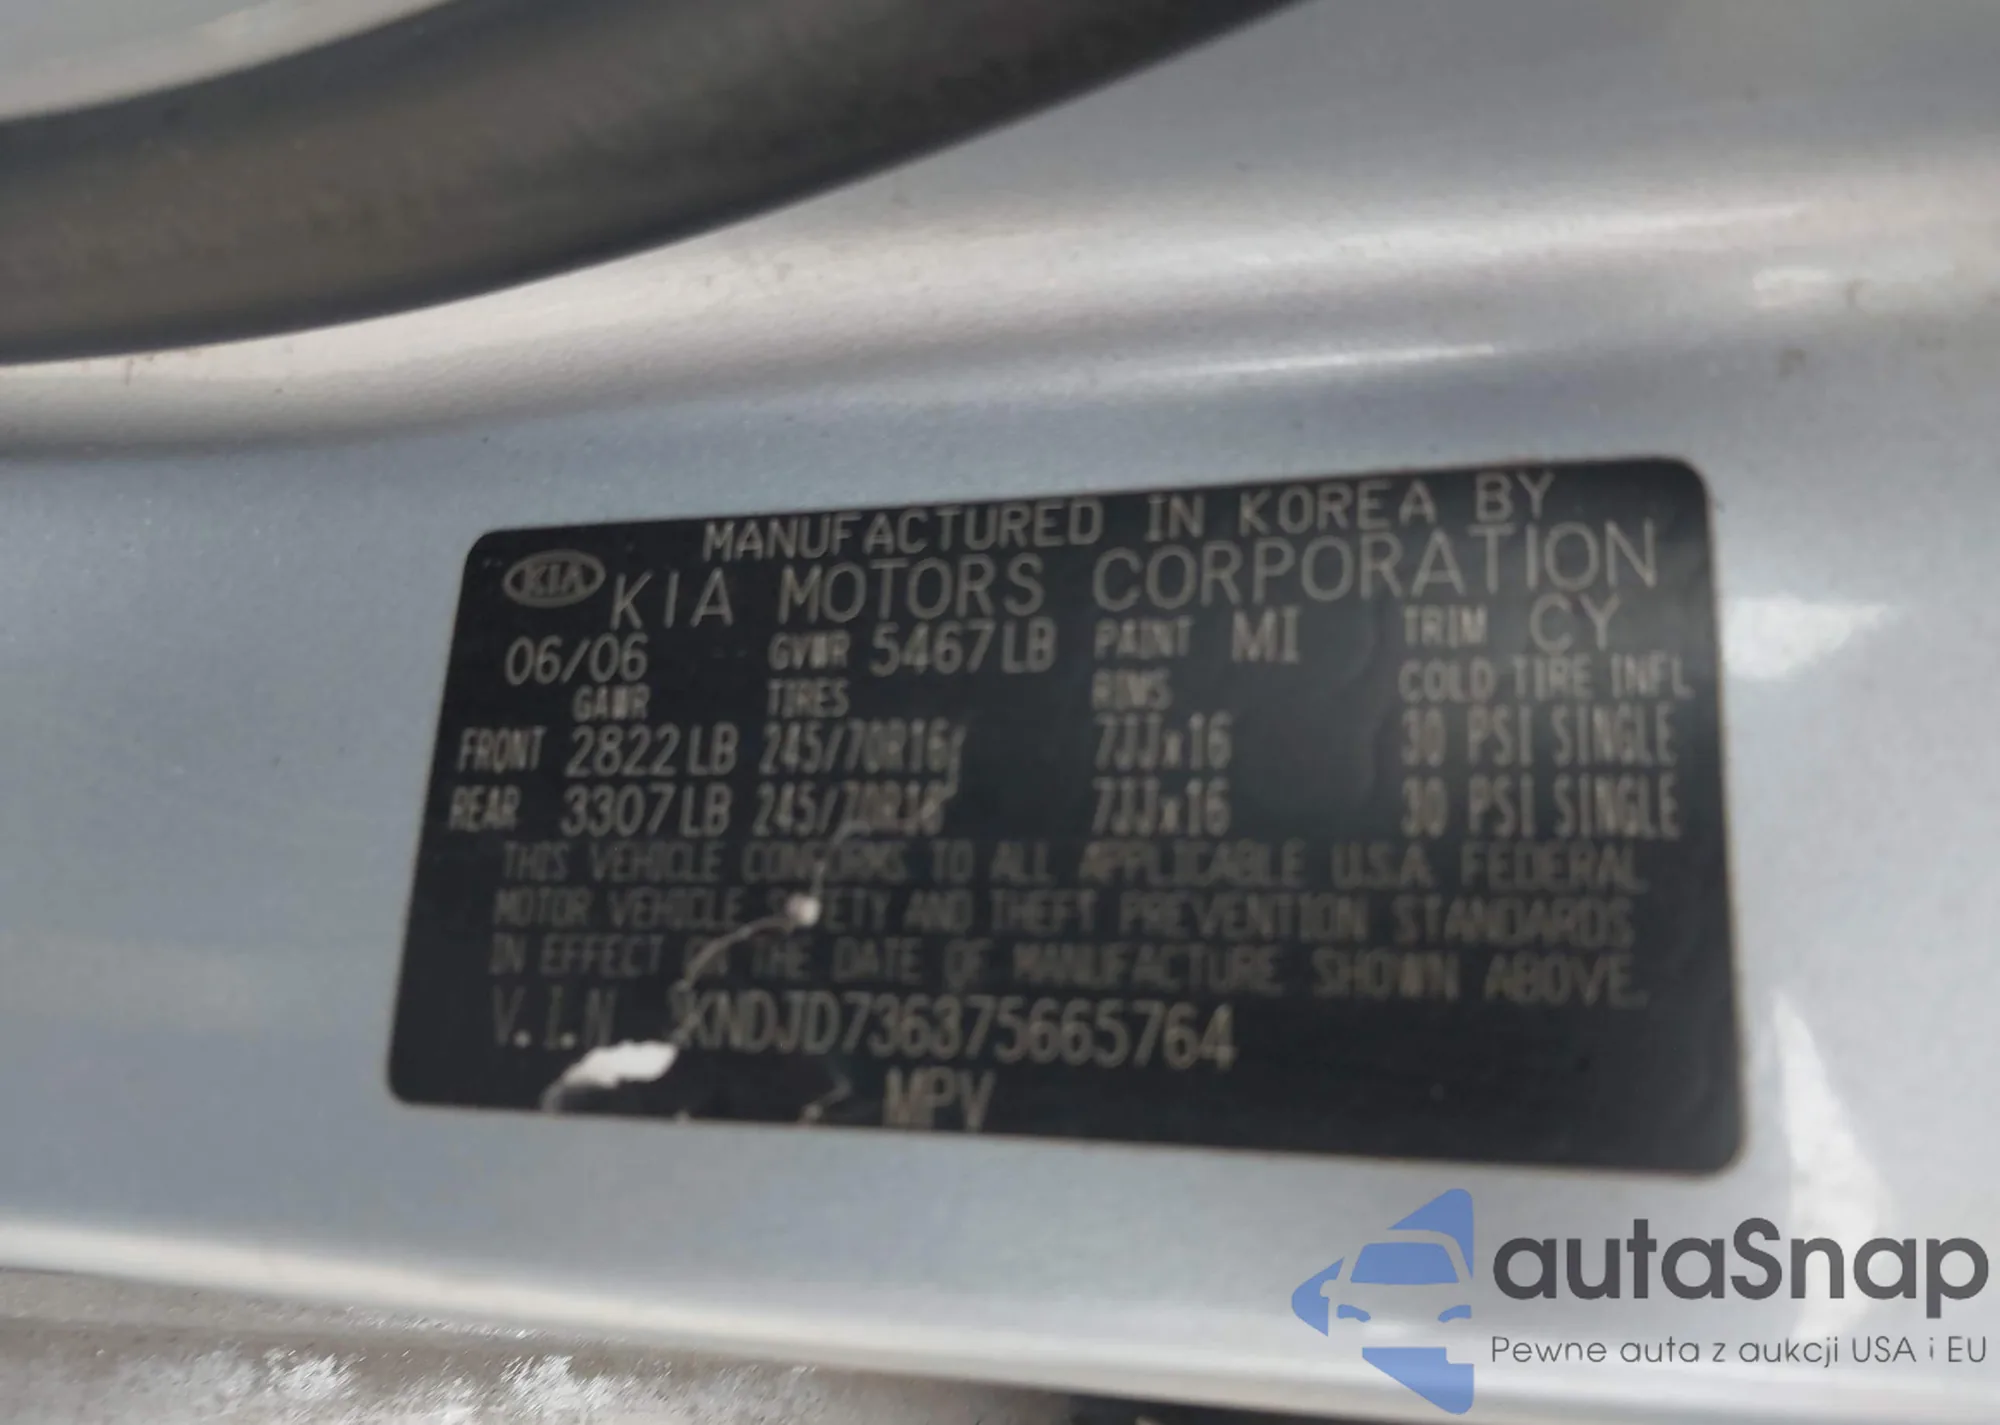 MANUFACTURED IN KOREA BY
KIA KIA MOTORS CORPORATION
06/06 GVWR 5467LB PAINT MI TRIM CY
GAWR TIRES RIMS COLD TIRE INFL
FRONT 2822LB 245/70R16 7JJx16 30 PSI SINGLE
REAR 3307LB 245/70R16 7JJx16 30 PSI SINGLE
THIS VEHICLE CONFORMS TO ALL APPLICABLE U.S.A. FEDERAL
MOTOR VEHICLE SAFETY AND THEFT PREVENTION STANDARDS
IN EFFECT ON THE DATE OF MANUFACTURE SHOWN ABOVE.
V.I.N KNDJD736375665764
MPV
autaSnap
Pewne auta z aukcji USA i EU